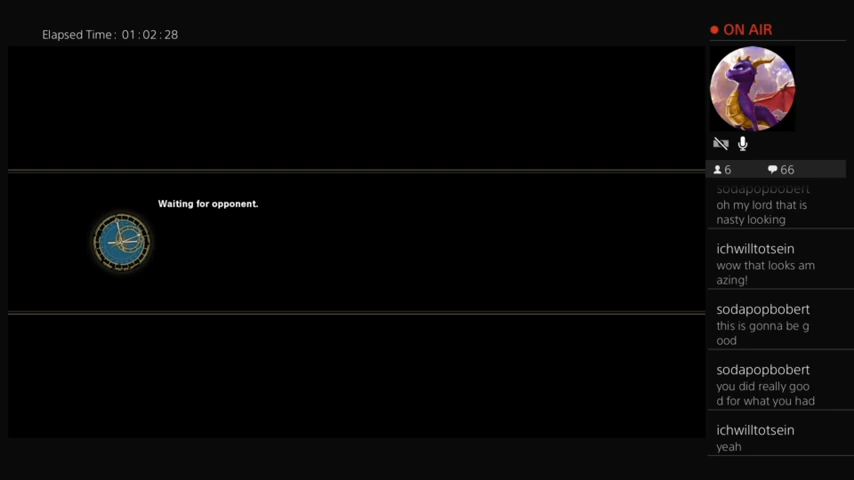 Elapsed Time: 01:02:28
ON AIR
6 66
Waiting for opponent.
sodapopbobert
oh my lord that is
nasty looking
ichwilltotsein
wow that looks am
azing!
sodapopbobert
this is gonna be g
ood
sodapopbobert
you did really goo
d for what you had
ichwilltotsein
yeah